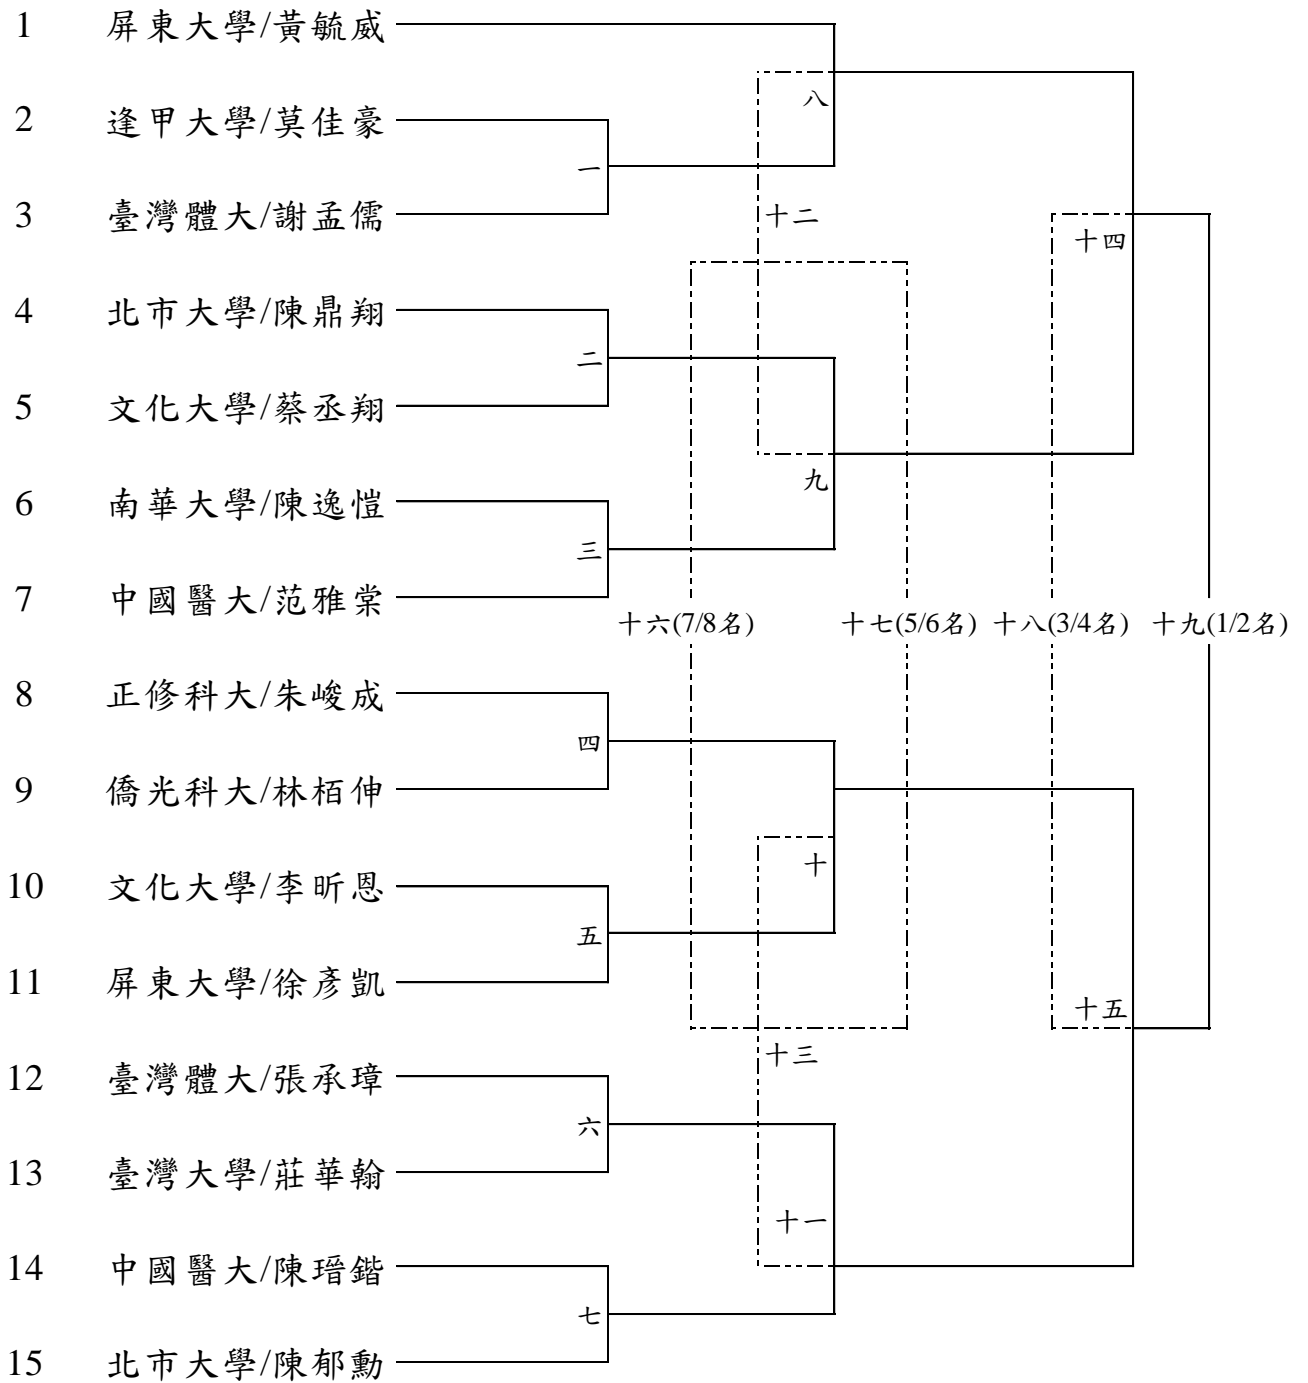 1 屏東大學/黃毓威
八
2 逢甲大學/莫佳豪
一
3 臺灣體大/謝孟儒
十二
十四
4 北市大學/陳鼎翔
二
5 文化大學/蔡丞翔
九
6 南華大學/陳逸愷
三
7 中國醫大/范雅棠
十六(7/8名) 十七(5/6名) 十八(3/4名) 十九(1/2名)
8 正修科大/朱峻成
四
9 僑光科大/林栢伸
十
10 文化大學/李昕恩
五
11 屏東大學/徐彥凱
十五
十三
12 臺灣體大/張承璋
六
13 臺灣大學/莊華翰
十一
14 中國醫大/陳瑨鍇
七
15 北市大學/陳郁勳